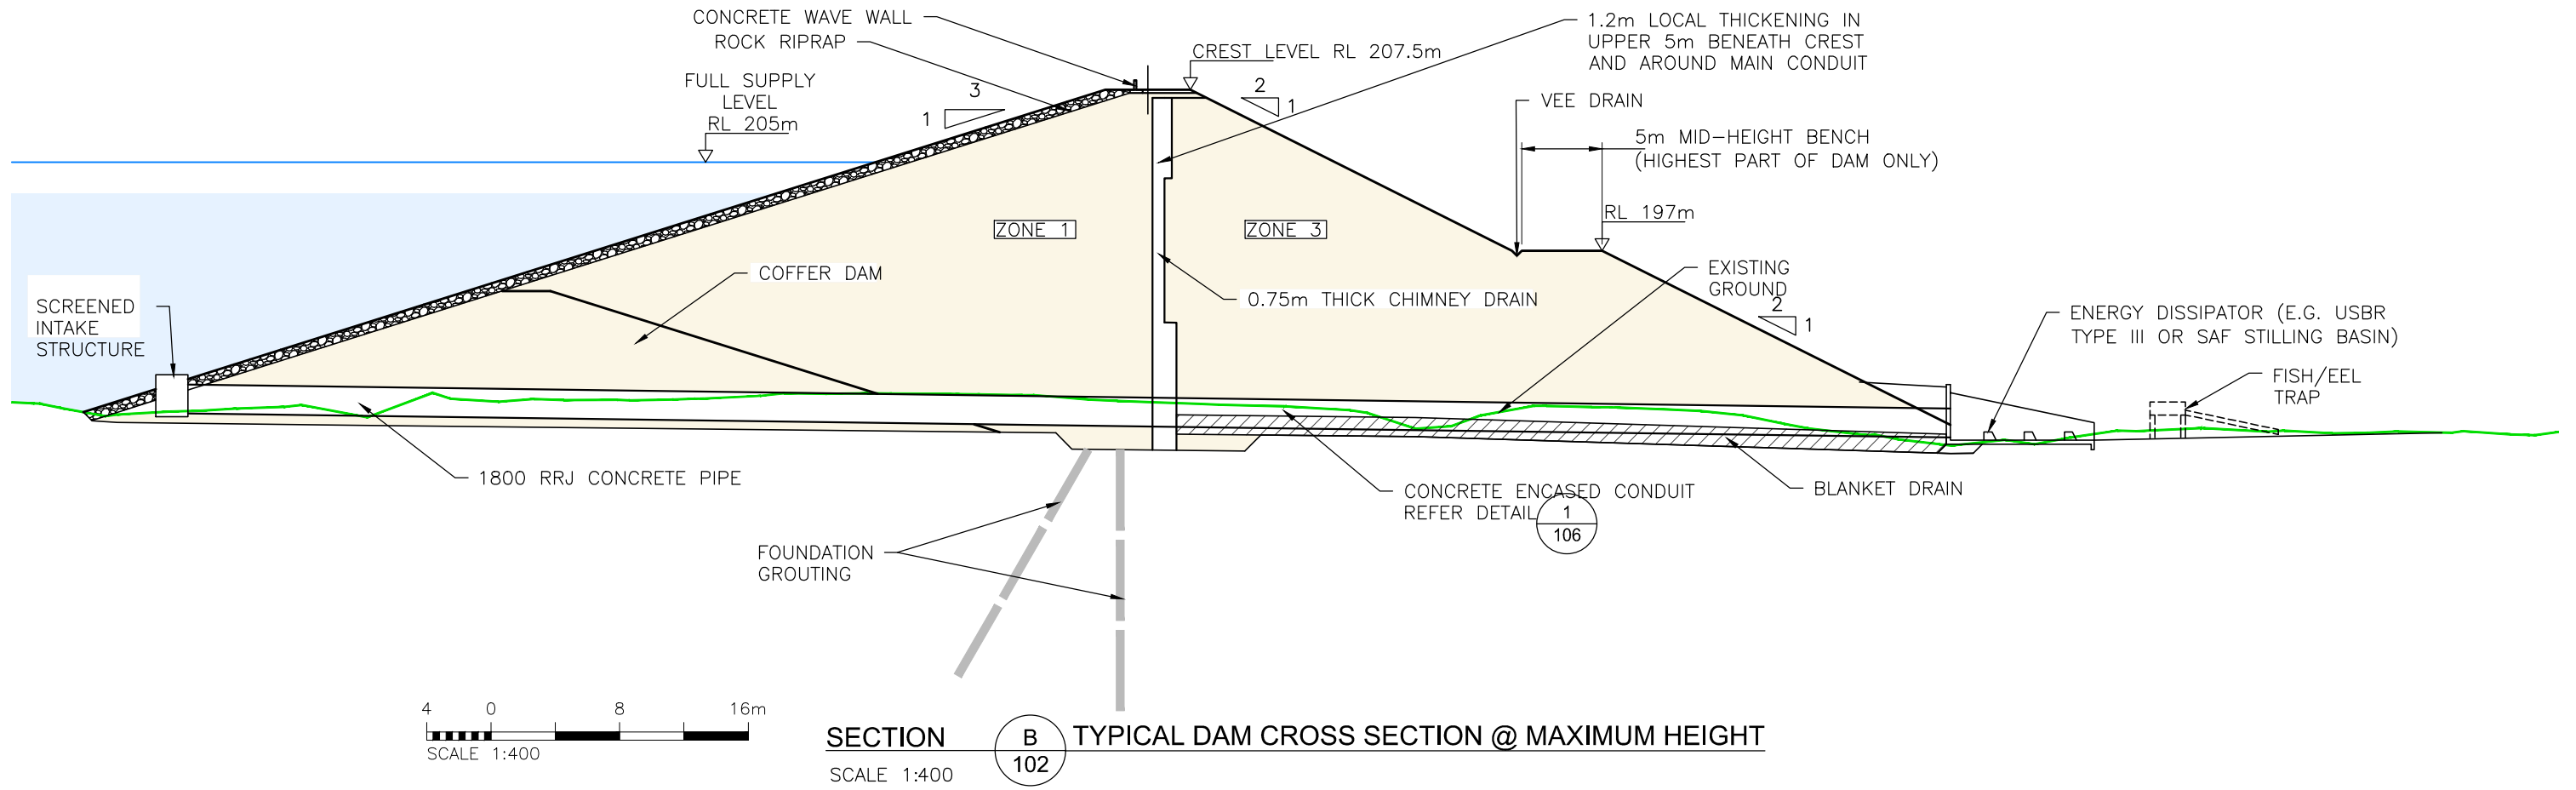 CONCRETE WAVE WALL
ROCK RIPRAP
FULL SUPPLY
LEVEL
RL 205m
3
1
CREST LEVEL RL 207.5m
2
1
1.2m LOCAL THICKENING IN
UPPER 5m BENEATH CREST
AND AROUND MAIN CONDUIT
VEE DRAIN
5m MID-HEIGHT BENCH
(HIGHEST PART OF DAM ONLY)
RL 197m
ZONE 1
ZONE 3
COFFER DAM
0.75m THICK CHIMNEY DRAIN
EXISTING
GROUND
2
1
SCREENED
INTAKE
STRUCTURE
ENERGY DISSIPATOR (E.G. USBR
TYPE III OR SAF STILLING BASIN)
FISH/EEL
TRAP
1800 RRJ CONCRETE PIPE
CONCRETE ENCASED CONDUIT
REFER DETAIL
1
106
BLANKET DRAIN
FOUNDATION
GROUTING
4 0 8 16m
SCALE 1:400
SECTION B TYPICAL DAM CROSS SECTION @ MAXIMUM HEIGHT
102
SCALE 1:400